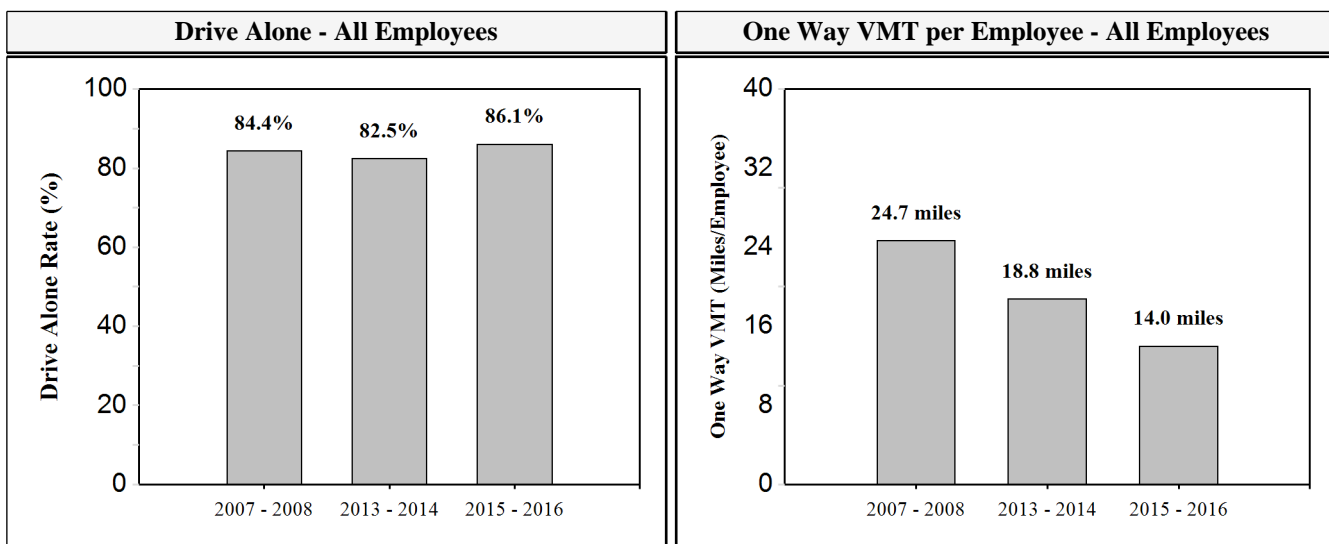 Drive Alone - All Employees
100
80
60
40
20
0
Drive Alone Rate (%)
84.4%
82.5%
86.1%
2007 - 2008
2013 - 2014
2015 - 2016
One Way VMT per Employee - All Employees
40
32
24
16
8
0
One Way VMT (Miles/Employee)
24.7 miles
18.8 miles
14.0 miles
2007 - 2008
2013 - 2014
2015 - 2016